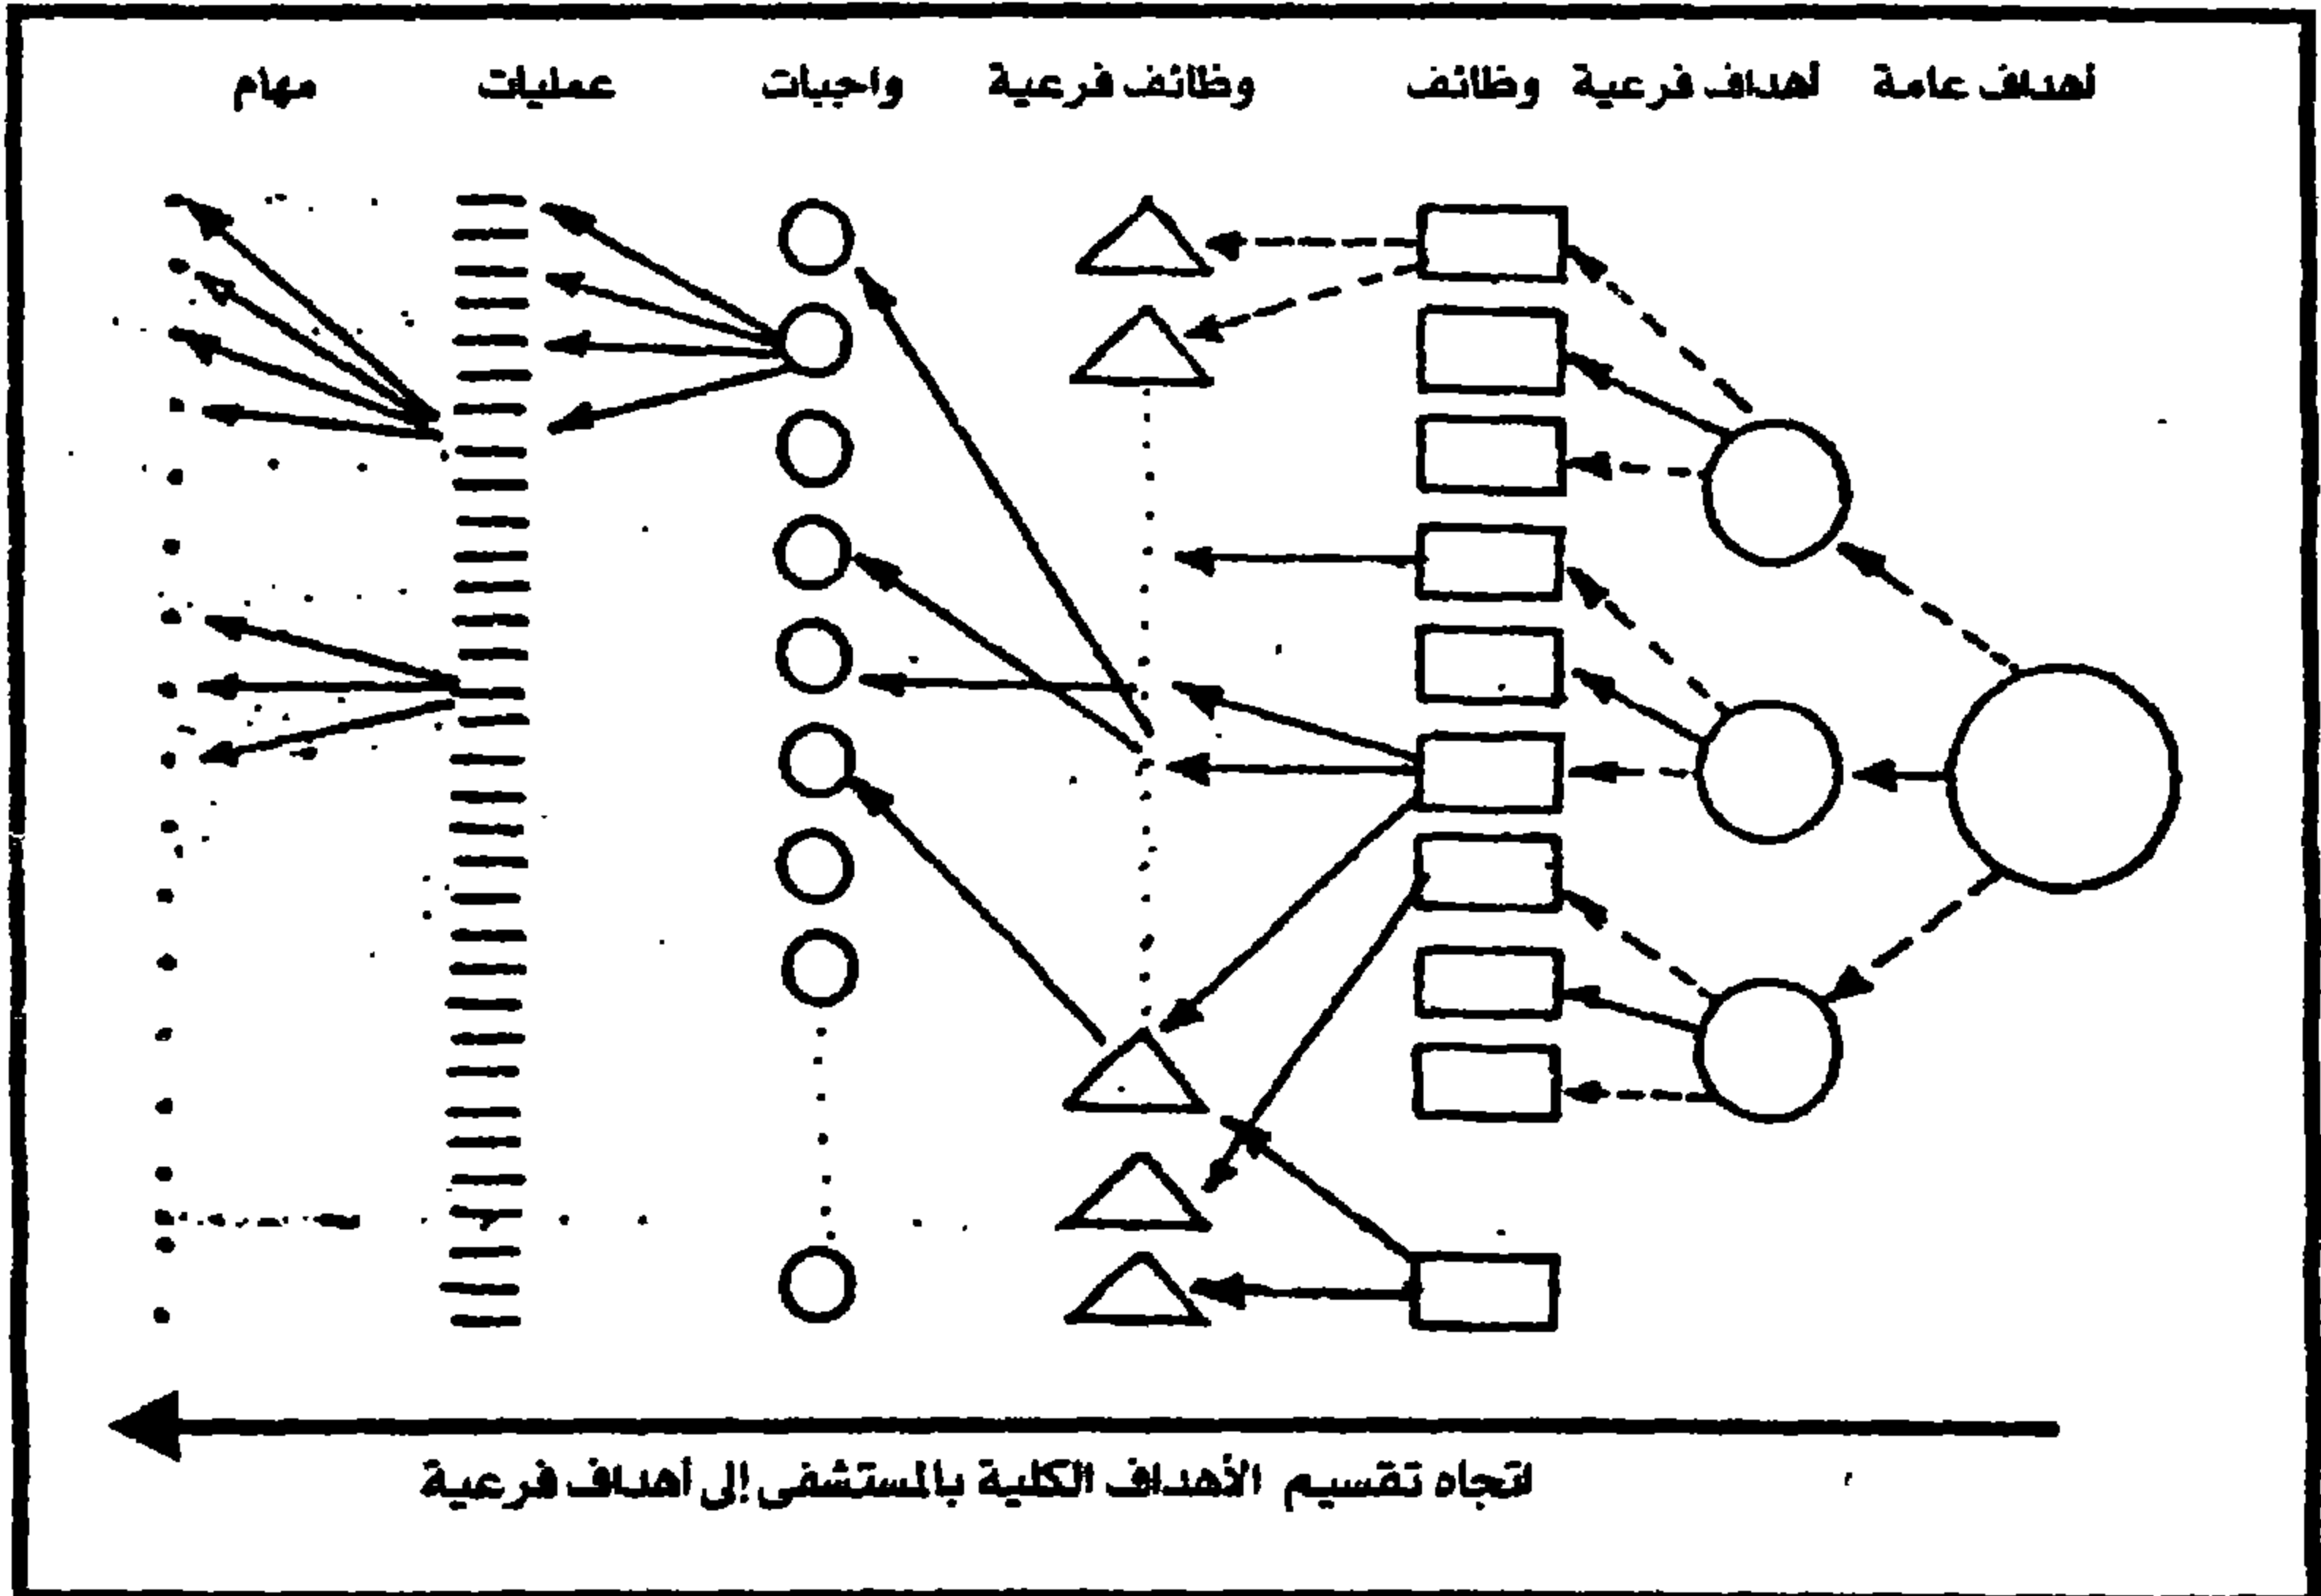 أهداف عامة أهداف فرعية وظائف وظائف فرعية واجبات عمليات مهام
اتجاه تقسيم الأهداف الكلية بالمستشفى إلى أهداف فرعية